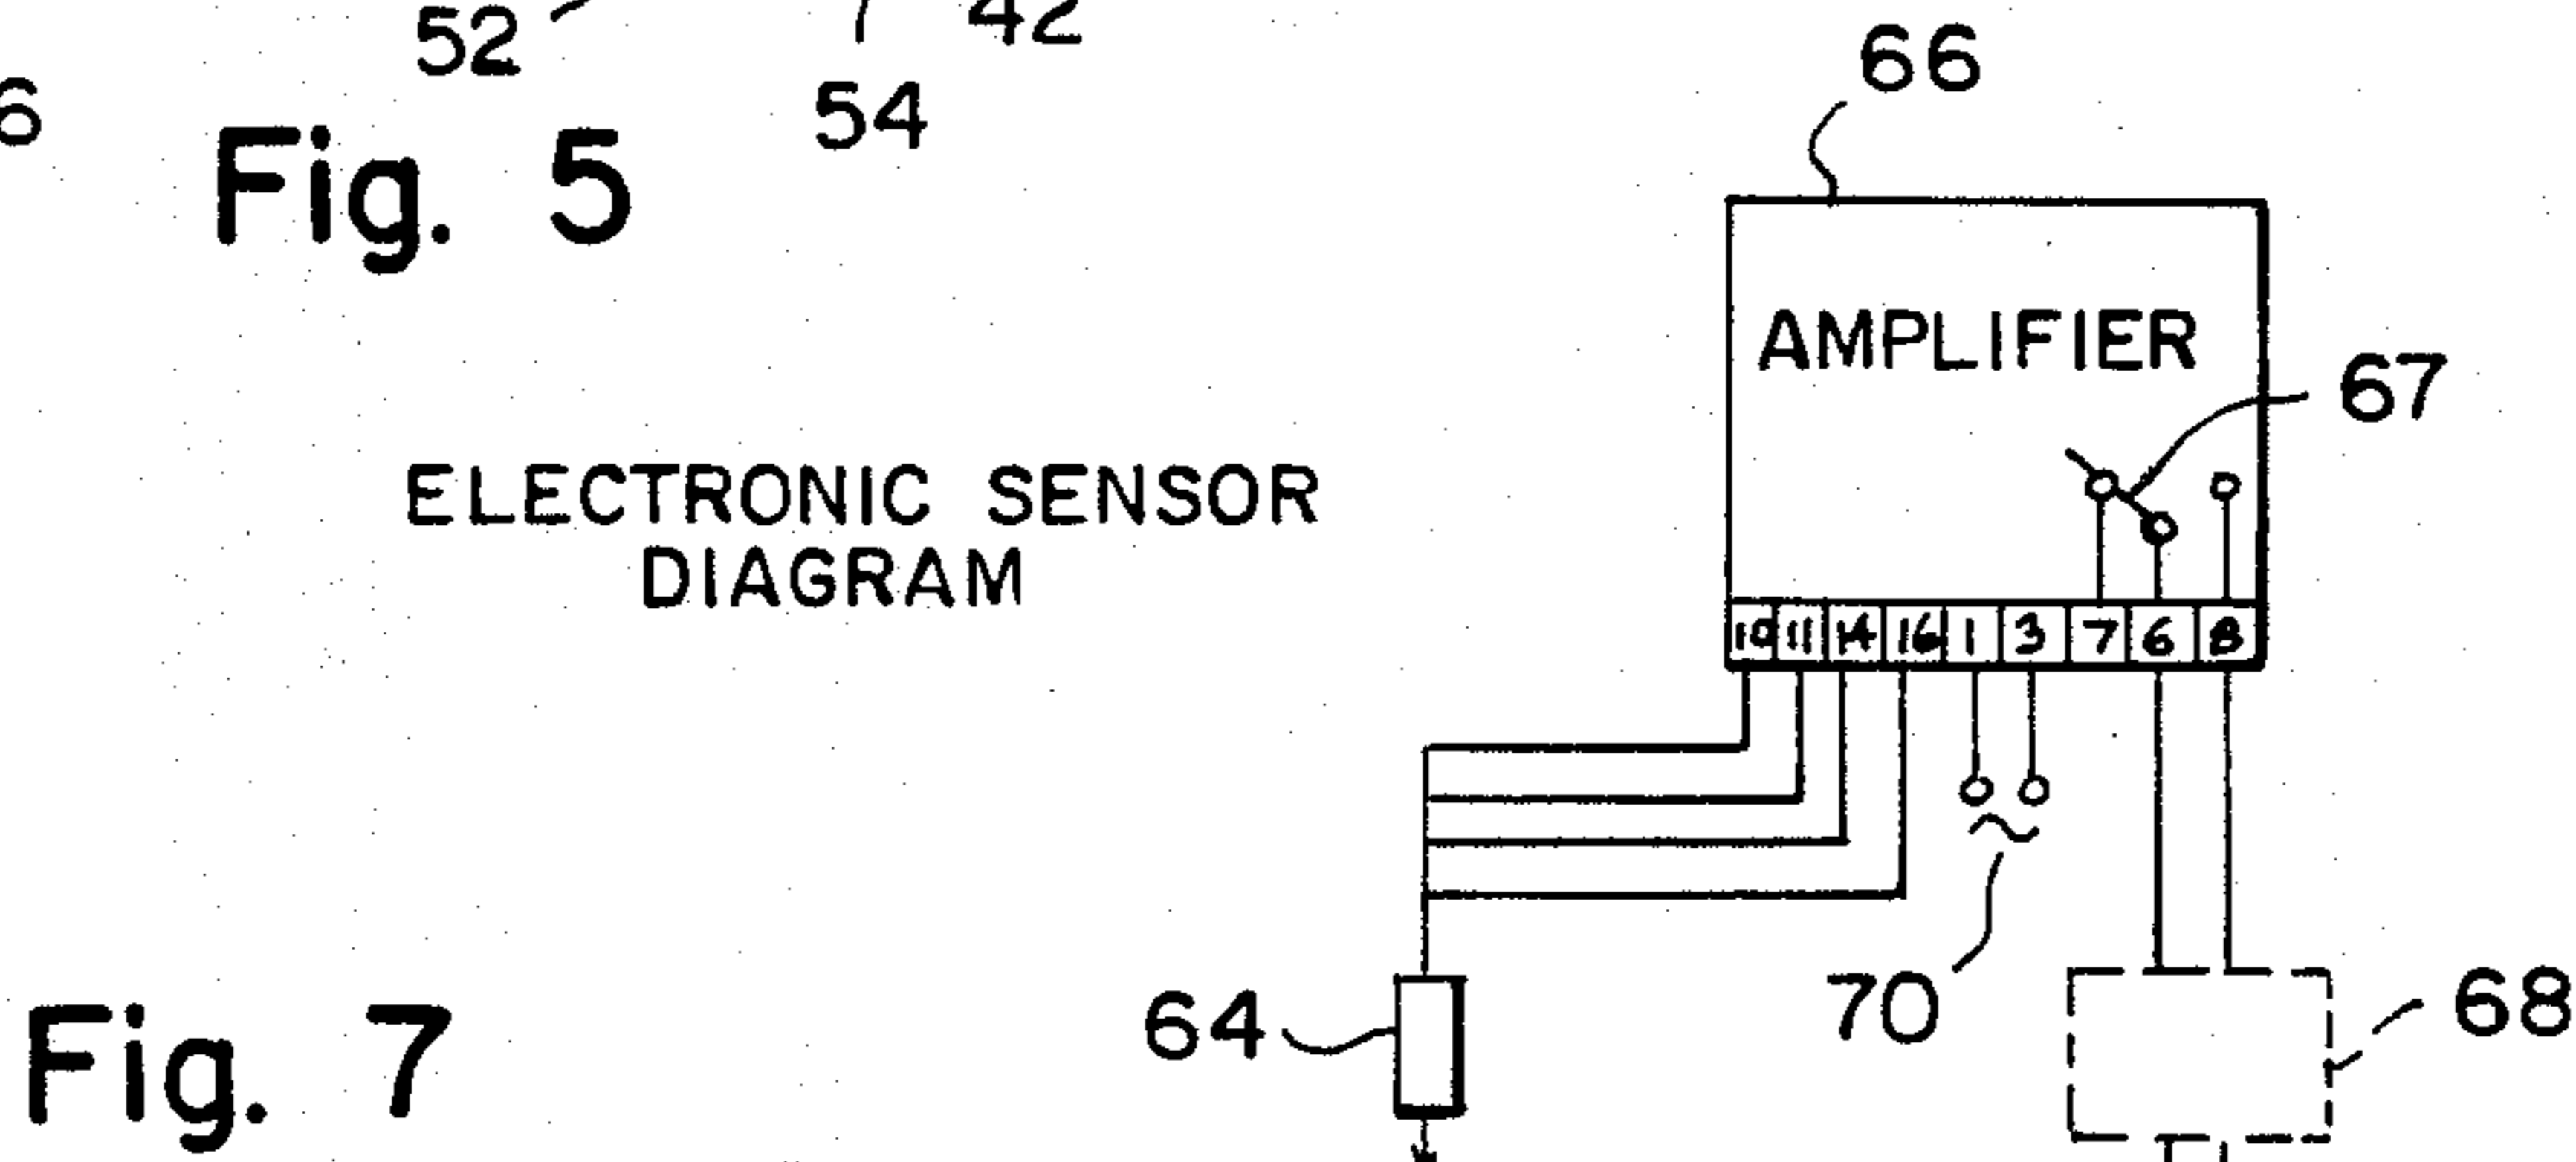 52
42
54
6
Fig. 5
66
AMPLIFIER
67
ELECTRONIC SENSOR
DIAGRAM
10 11 14 16 1 3 7 6 8
64
70
68
Fig. 7